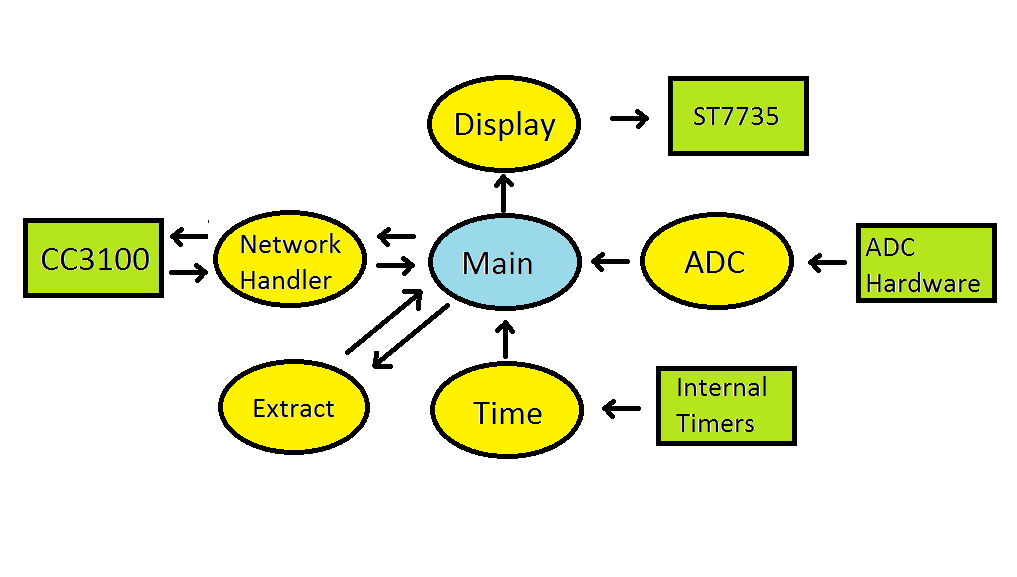 Display
ST7735
CC3100
Network
Handler
Main
ADC
ADC
Hardware
Extract
Time
Internal
Timers